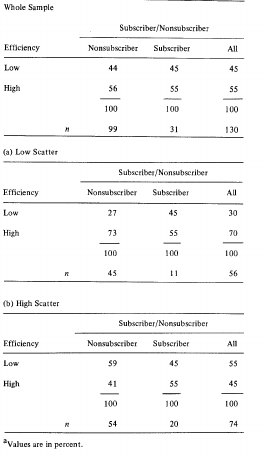 Whole Sample
Subscriber/Nonsubscriber
Efficiency Nonsubscriber Subscriber All
Low 44 45 45
High 56 55 55
100 100 100
n 99 31 130
(a) Low Scatter
Subscriber/Nonsubscriber
Efficiency Nonsubscriber Subscriber All
Low 27 45 30
High 73 55 70
100 100 100
n 45 11 56
(b) High Scatter
Subscriber/Nonsubscriber
Efficiency Nonsubscriber Subscriber All
Low 59 45 55
High 41 55 45
100 100 100
n 54 20 74
aValues are in percent.